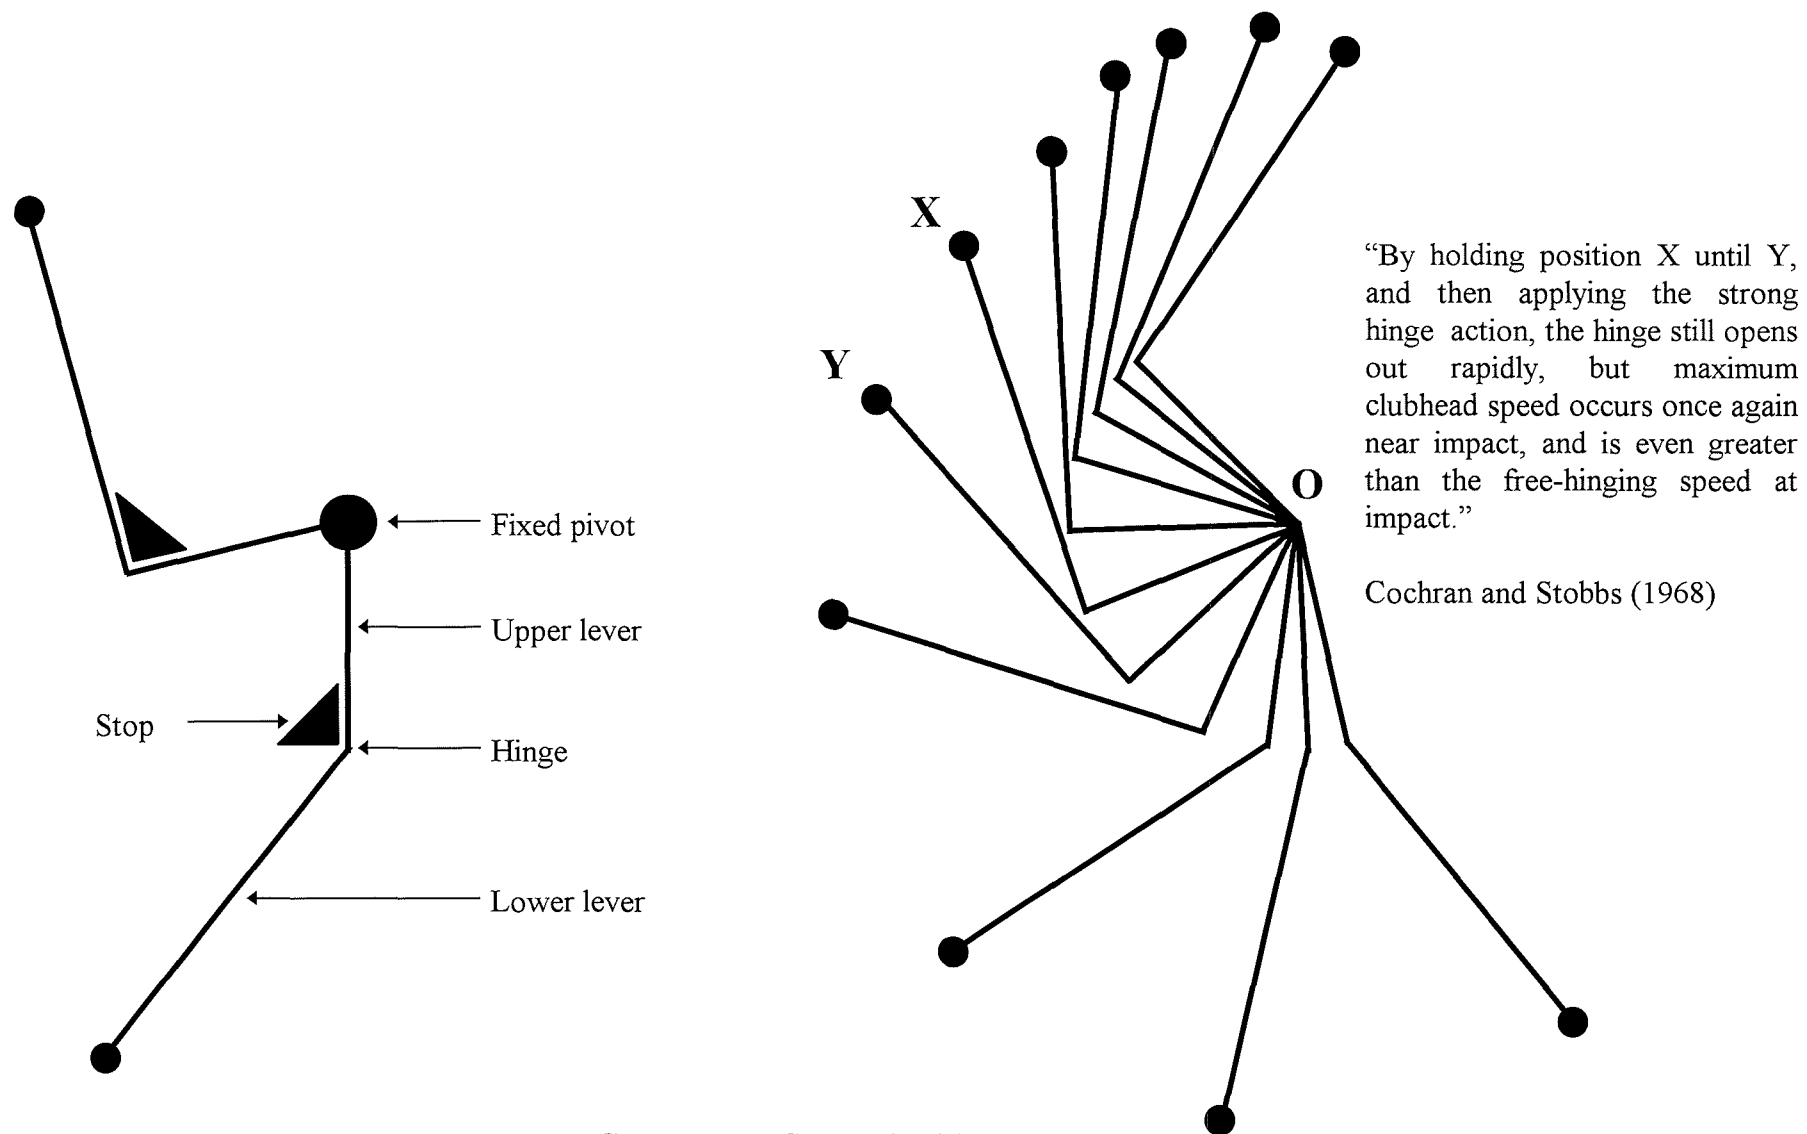 Fixed pivot
Upper lever
Stop
Hinge
Lower lever
X
Y
O
“By holding position X until Y,
and then applying the strong
hinge action, the hinge still opens
out rapidly, but maximum
clubhead speed occurs once again
near impact, and is even greater
than the free-hinging speed at
impact.”
Cochran and Stobbs (1968)